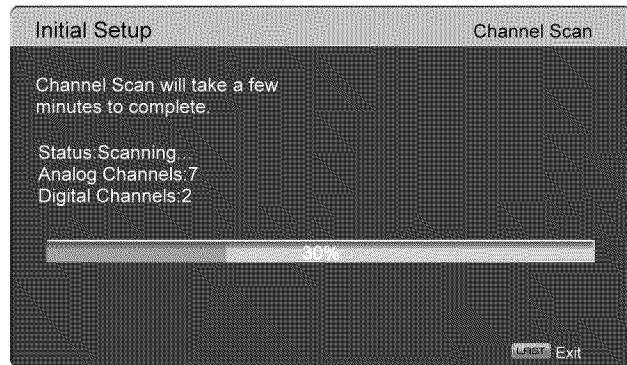 Initial Setup
Channel Scan
Channel Scan will take a few
minutes to complete.
Status:Scanning...
Analog Channels:7
Digital Channels:2
30%
LAST Exit